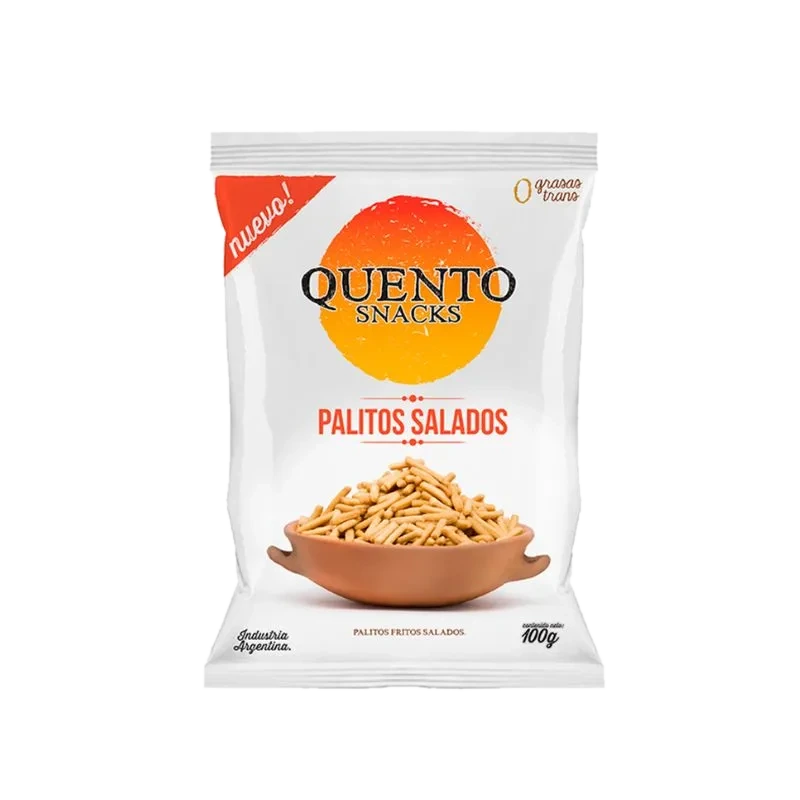 nuevo!
0 grasas
trans
QUENTO
SNACKS
PALITOS SALADOS
Industria
Argentina.
PALITOS FRITOS SALADOS.
contenido neto:
100g